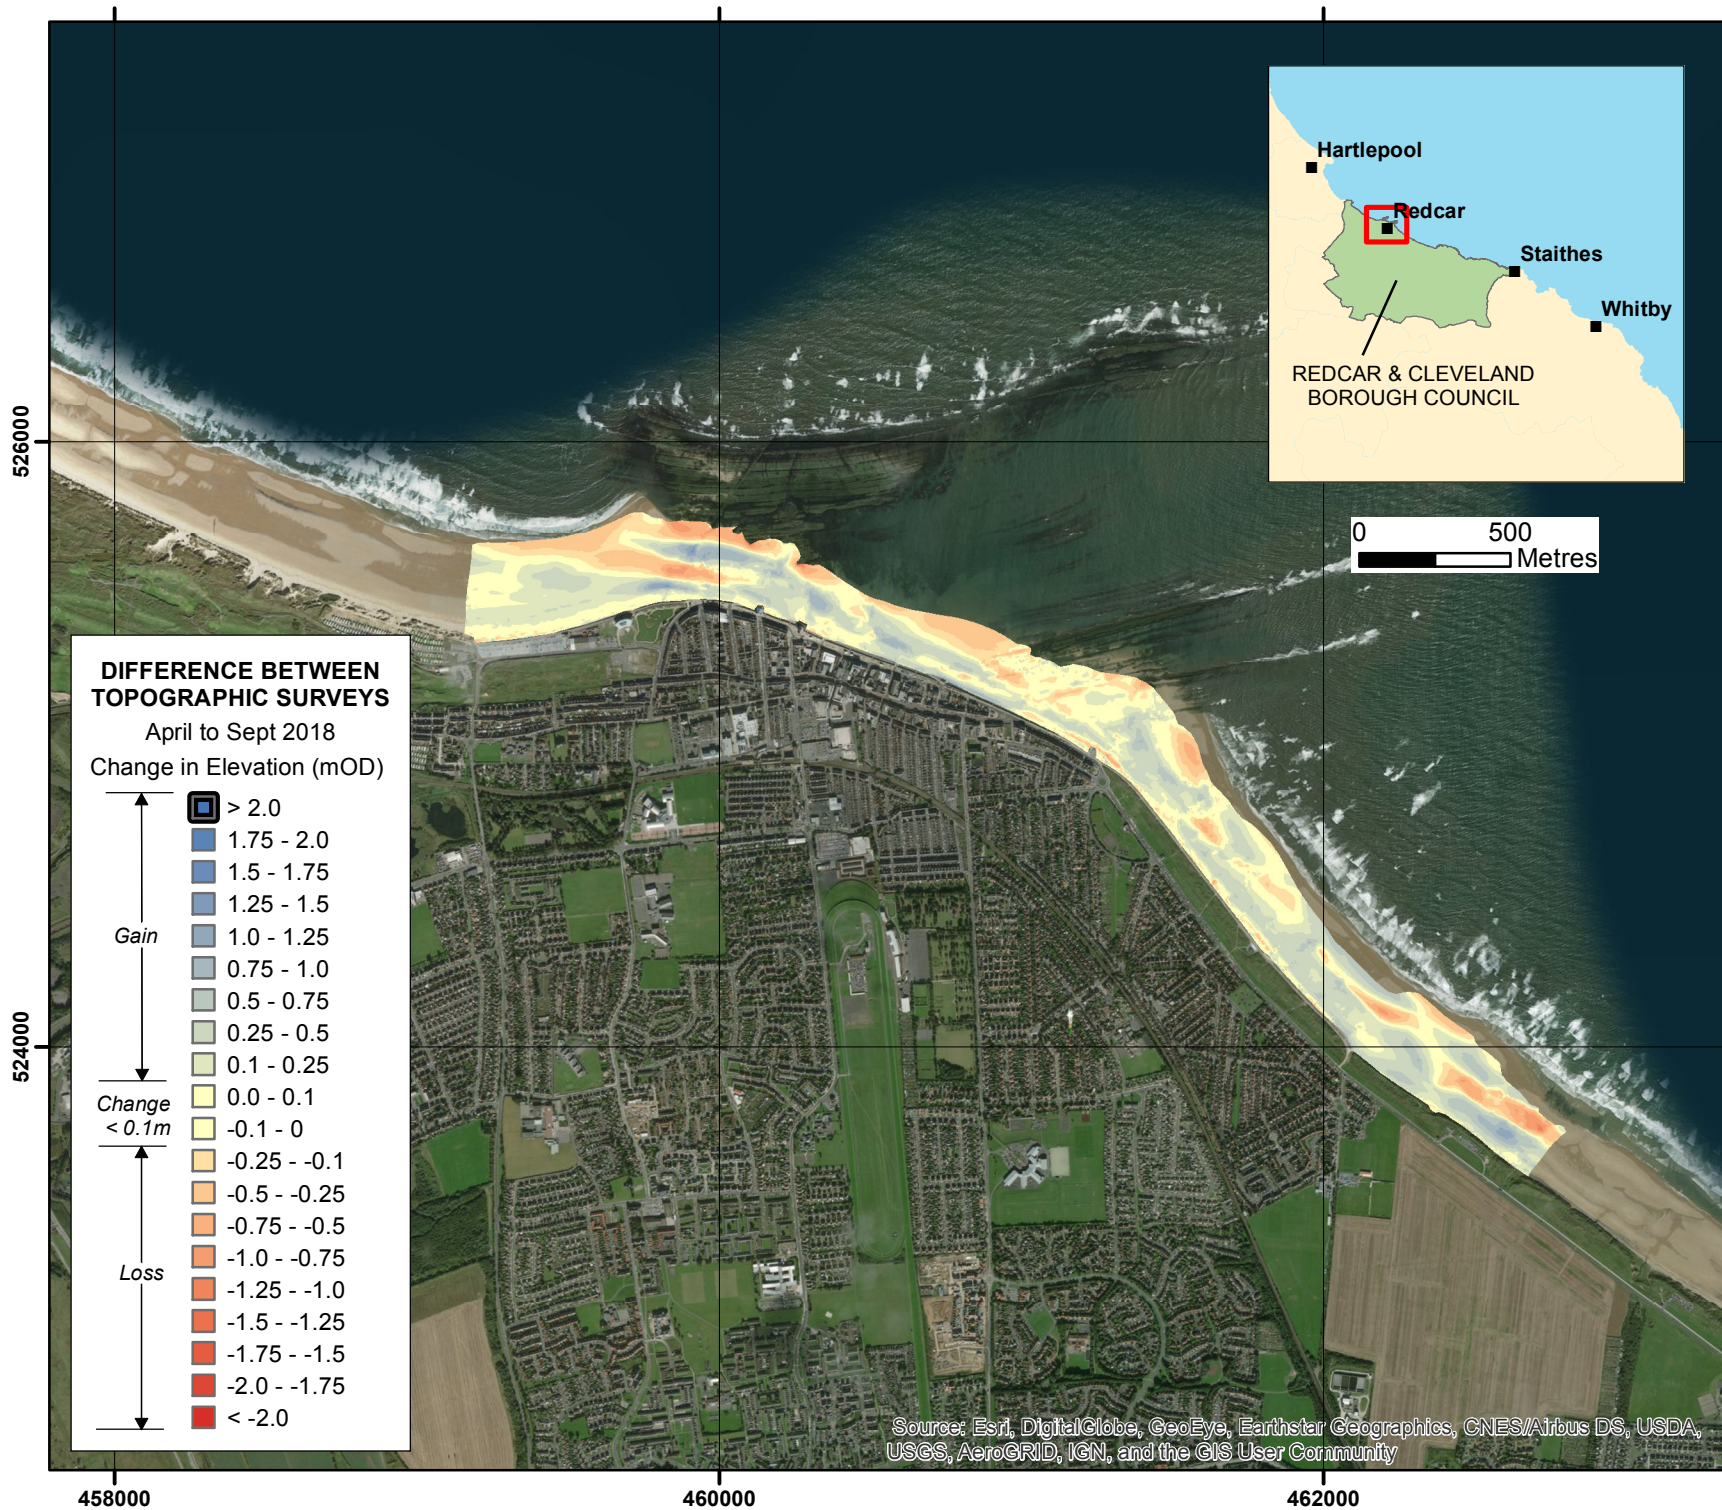 Hartlepool
Redcar
Staithes
Whitby
REDCAR & CLEVELAND
BOROUGH COUNCIL
0 500
Metres
526000
524000
DIFFERENCE BETWEEN
TOPOGRAPHIC SURVEYS
April to Sept 2018
Change in Elevation (mOD)
> 2.0
1.75 - 2.0
1.5 - 1.75
1.25 - 1.5
Gain
1.0 - 1.25
0.75 - 1.0
0.5 - 0.75
0.25 - 0.5
0.1 - 0.25
Change
< 0.1m
0.0 - 0.1
-0.1 - 0
-0.25 - -0.1
-0.5 - -0.25
-0.75 - -0.5
-1.0 - -0.75
Loss
-1.25 - -1.0
-1.5 - -1.25
-1.75 - -1.5
-2.0 - -1.75
< -2.0
Source: Esri, DigitalGlobe, GeoEye, Earthstar Geographics, CNES/Airbus DS, USDA,
USGS, AeroGRID, IGN, and the GIS User Community
458000
460000
462000